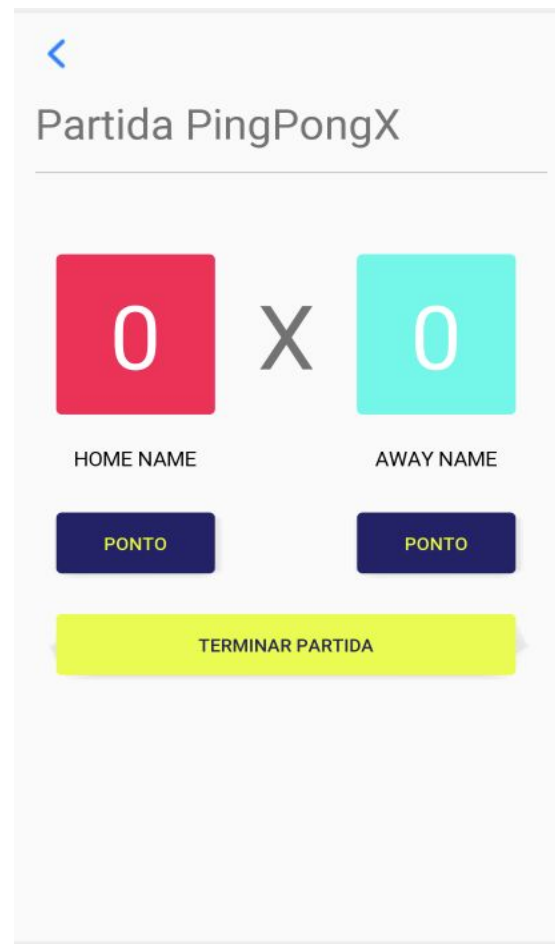 Partida PingPongX
0 X 0
HOME NAME AWAY NAME
PONTO PONTO
TERMINAR PARTIDA